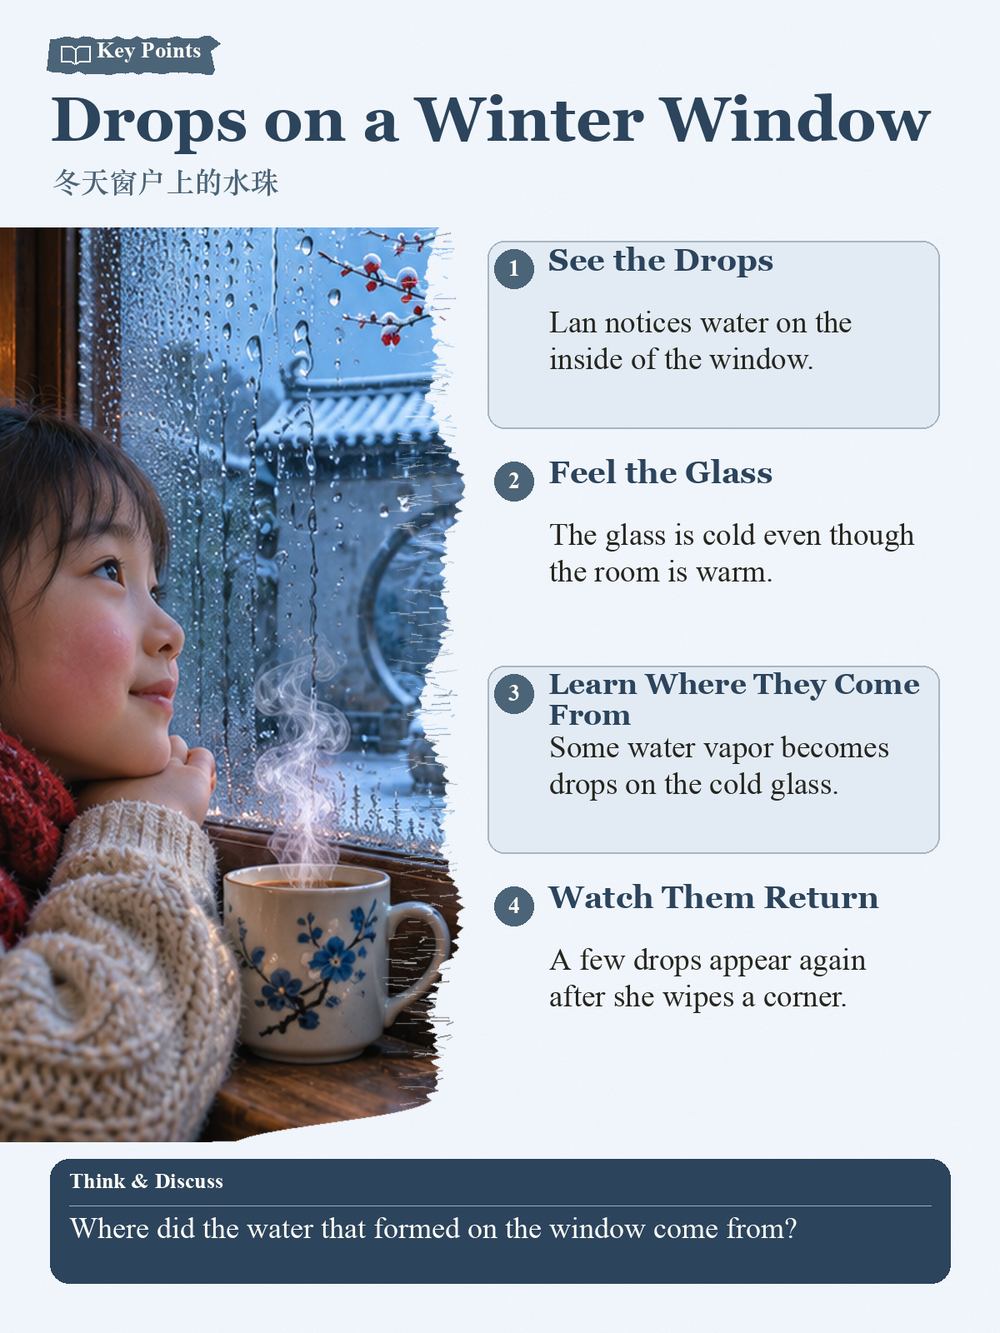 Key Points
Drops on a Winter Window
冬天窗户上的水珠
1 See the Drops
Lan notices water on the
inside of the window.
2 Feel the Glass
The glass is cold even though
the room is warm.
3 Learn Where They Come
From
Some water vapor becomes
drops on the cold glass.
4 Watch Them Return
A few drops appear again
after she wipes a corner.
Think & Discuss
Where did the water that formed on the window come from?